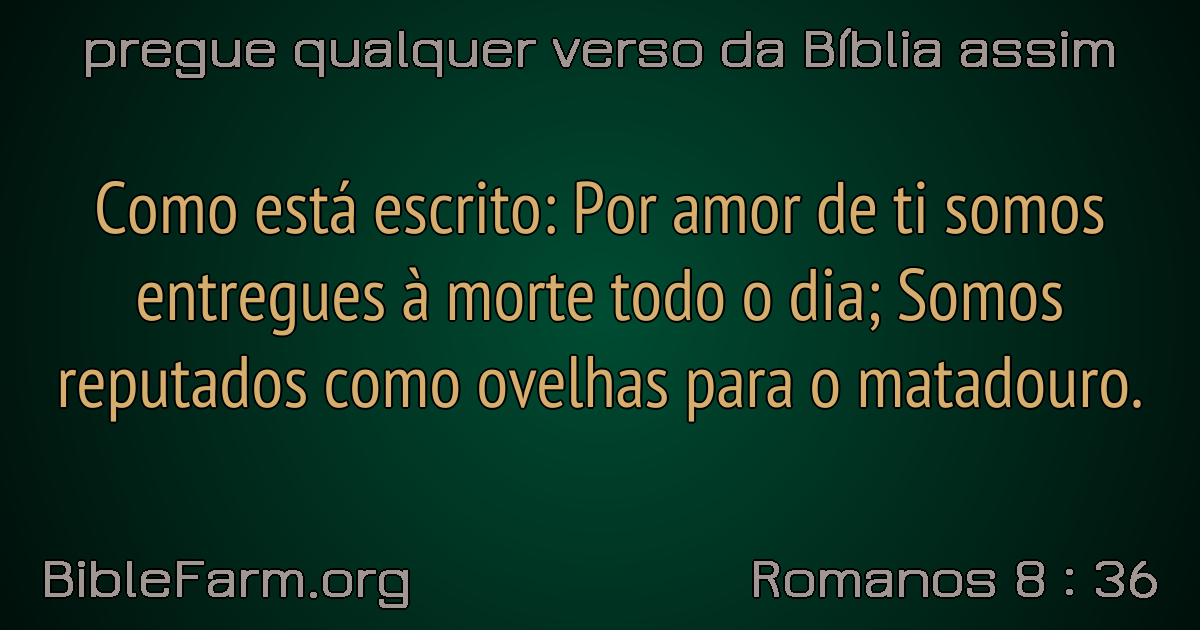 pregue qualquer verso da Bíblia assim
Como está escrito: Por amor de ti somos
entregues à morte todo o dia; Somos
reputados como ovelhas para o matadouro.
BibleFarm.org
Romanos 8 : 36